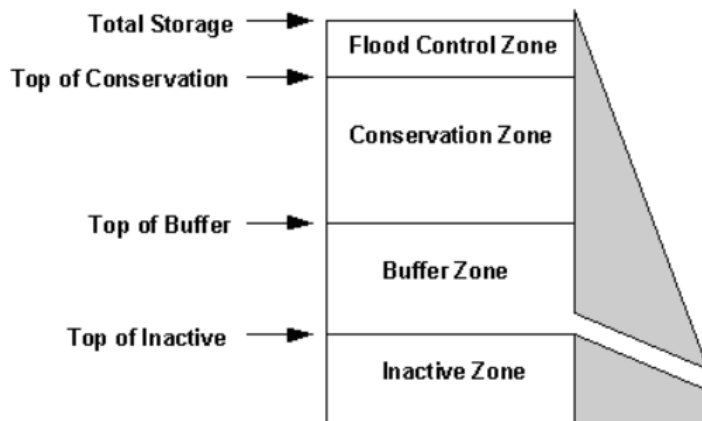 Total Storage
Flood Control Zone
Top of Conservation
Conservation Zone
Top of Buffer
Buffer Zone
Top of Inactive
Inactive Zone